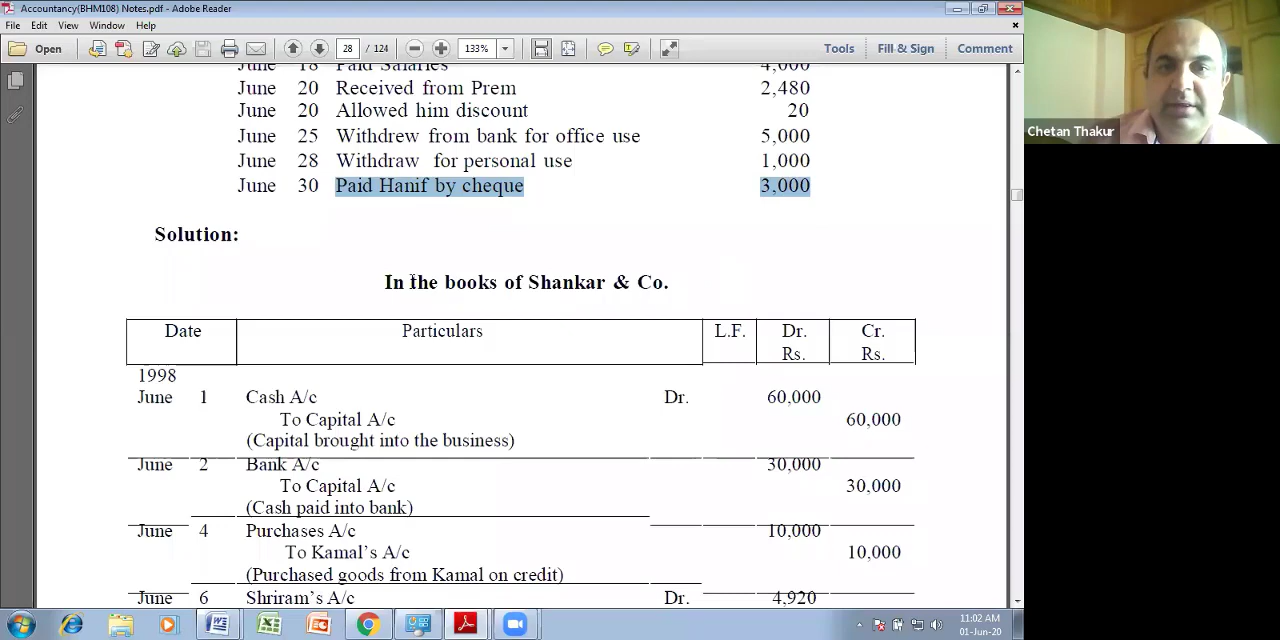 Accountancy(BHM108) Notes.pdf - Adobe Reader
File Edit View Window Help
Open 28 / 124 133% Tools Fill & Sign Comment
June 18 Paid Salaries 4,000
June 20 Received from Prem 2,480
June 20 Allowed him discount 20
June 25 Withdrew from bank for office use 5,000
June 28 Withdraw for personal use 1,000
June 30 Paid Hanif by cheque 3,000
Solution:
In the books of Shankar & Co.
Date Particulars L.F. Dr. Cr.
Rs. Rs.
1998
June 1 Cash A/c Dr. 60,000
To Capital A/c 60,000
(Capital brought into the business)
June 2 Bank A/c 30,000
To Capital A/c 30,000
(Cash paid into bank)
June 4 Purchases A/c 10,000
To Kamal's A/c 10,000
(Purchased goods from Kamal on credit)
June 6 Shriram's A/c Dr. 4,920
Chetan Thakur
11:02 AM
01-Jun-20